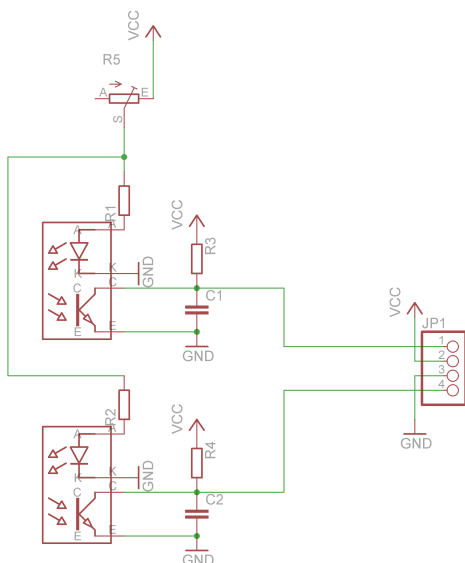 VCC
R5
A E
S
R1
A A
K K
GND
C C
E E
VCC
R3
C1
GND
VCC
JP1
1
2
3
4
GND
R2
A A
K K
GND
C C
E E
VCC
R4
C2
GND